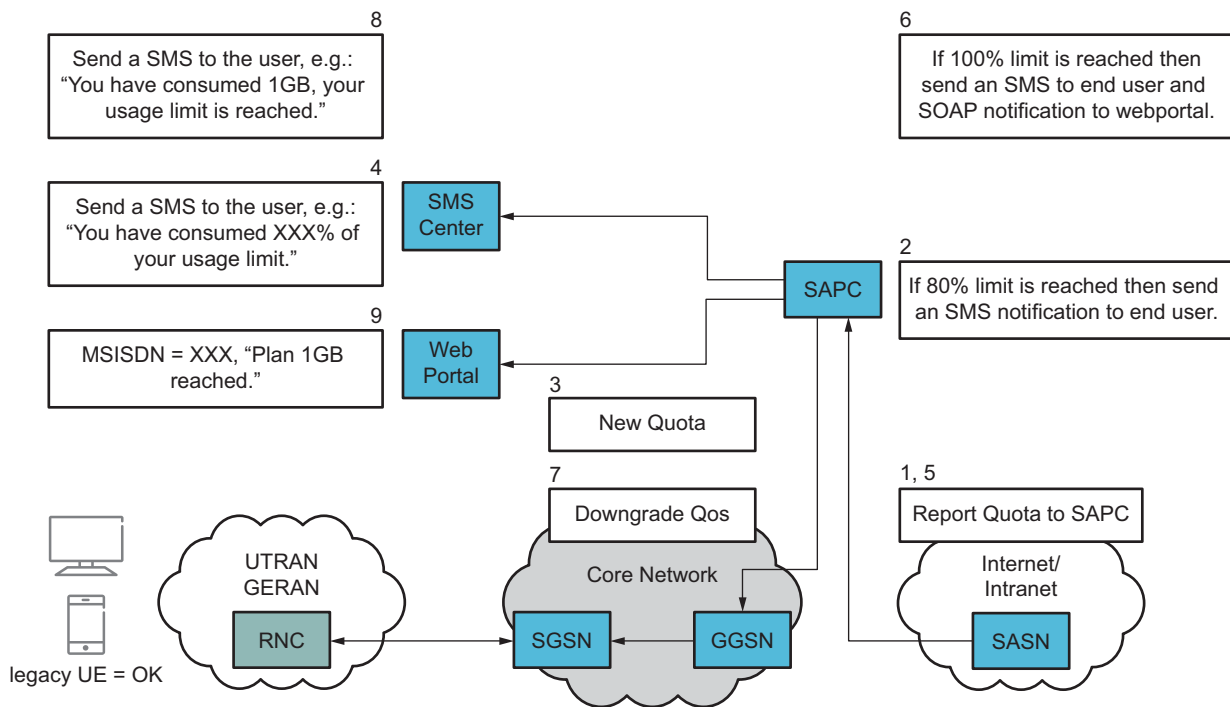 8
Send a SMS to the user, e.g.:
“You have consumed 1GB, your
usage limit is reached.”
6
If 100% limit is reached then
send an SMS to end user and
SOAP notification to webportal.
4
Send a SMS to the user, e.g.:
“You have consumed XXX% of
your usage limit.”
SMS
Center
SAPC
2
If 80% limit is reached then send
an SMS notification to end user.
9
MSISDN = XXX, “Plan 1GB
reached.”
Web
Portal
3
New Quota
7
Downgrade Qos
1, 5
Report Quota to SAPC
UTRAN
GERAN
RNC
Core Network
SGSN
GGSN
Internet/
Intranet
SASN
legacy UE = OK